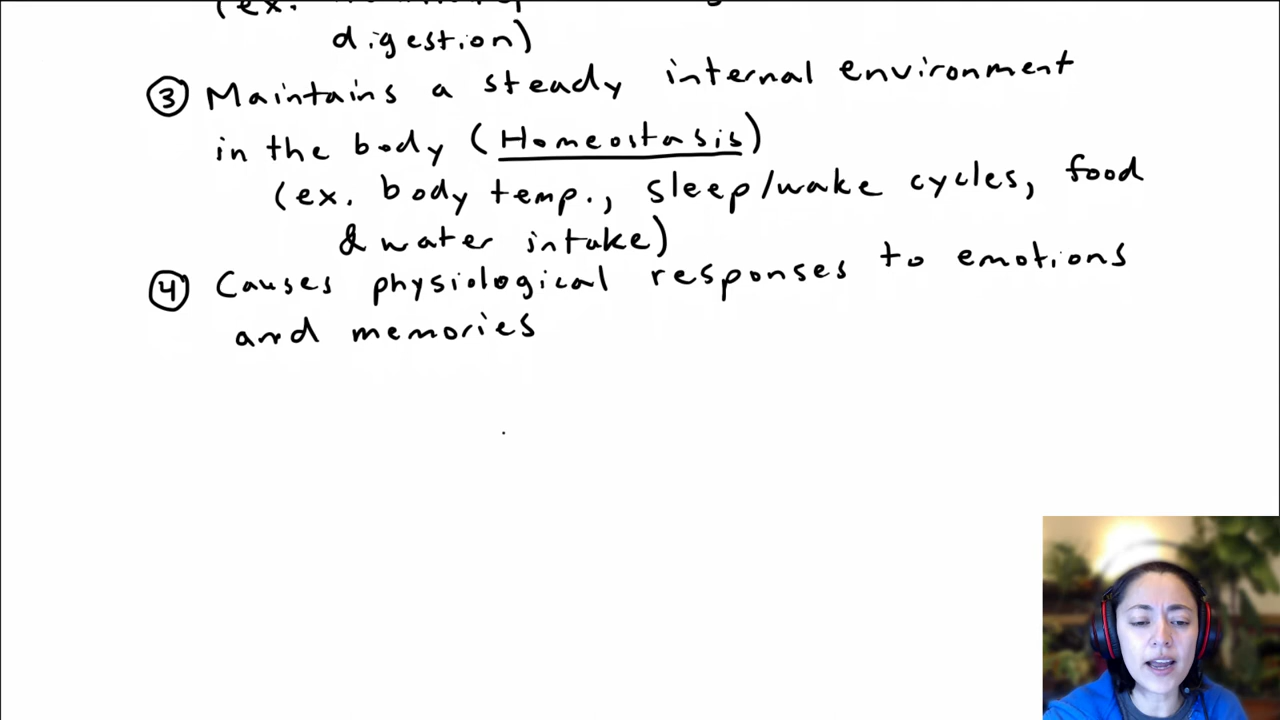 (ex.
digestion)
③ Maintains a steady internal environment
in the body (Homeostasis)
(ex. body temp., sleep/wake cycles, food
& water intake)
④ Causes physiological responses to emotions
and memories